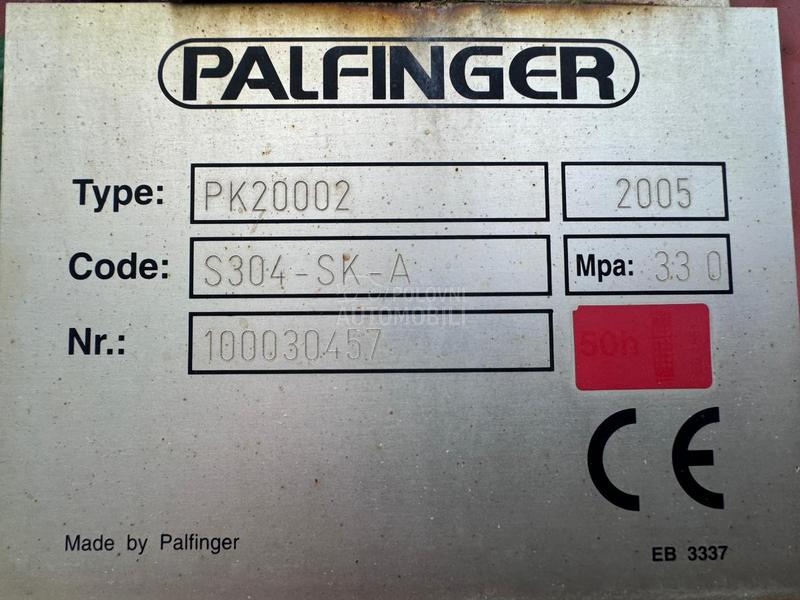 PALFINGER
Type: PK20002 2005
Code: S304-SK-A Mpa: 33 0
POLOVNI
AUTOMOBILI
Nr.: 100030457 50h
CE
Made by Palfinger EB 3337